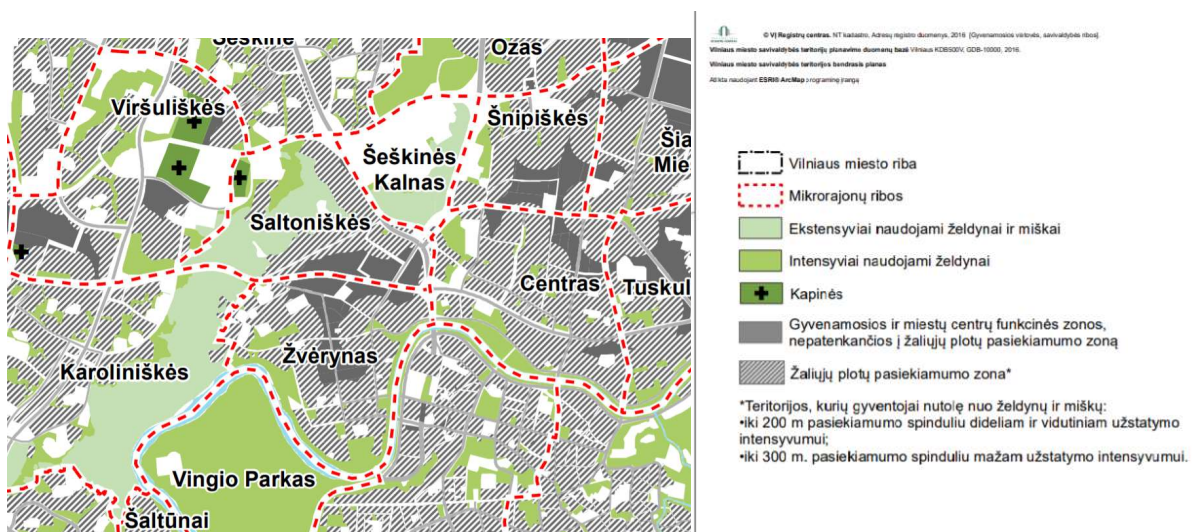 Šeškinė
Ožas
Viršuliškės
Šnipiškės
Šia
Mie
Šeškinės
Kalnas
Saltoniškės
Centras
Tuskul
Žvėrynas
Karoliniškės
Vingio Parkas
Šaltūnai
© VĮ Registrų centras. NT kadastro, Adresų registro duomenys, 2016 [Gyvenamosios vietovės, savivaldybės ribos].
Vilniaus miesto savivaldybės teritorijų planavimo duomenų bazė Vilniaus KDB500V, GDB-10000, 2016.
Vilniaus miesto savivaldybės teritorijos bendrasis planas
Atlikta naudojant ESRI® ArcMap programinę įrangą
Vilniaus miesto riba
Mikrorajonų ribos
Ekstensyviai naudojami želdynai ir miškai
Intensyviai naudojami želdynai
Kapinės
Gyvenamosios ir miestų centrų funkcinės zonos,
nepatenkančios į žaliųjų plotų pasiekiamumo zoną
Žaliųjų plotų pasiekiamumo zona*
*Teritorijos, kurių gyventojai nutolę nuo želdynų ir miškų:
•iki 200 m pasiekiamumo spinduliu dideliam ir vidutiniam užstatymo
intensyvumui;
•iki 300 m. pasiekiamumo spinduliu mažam užstatymo intensyvumui.